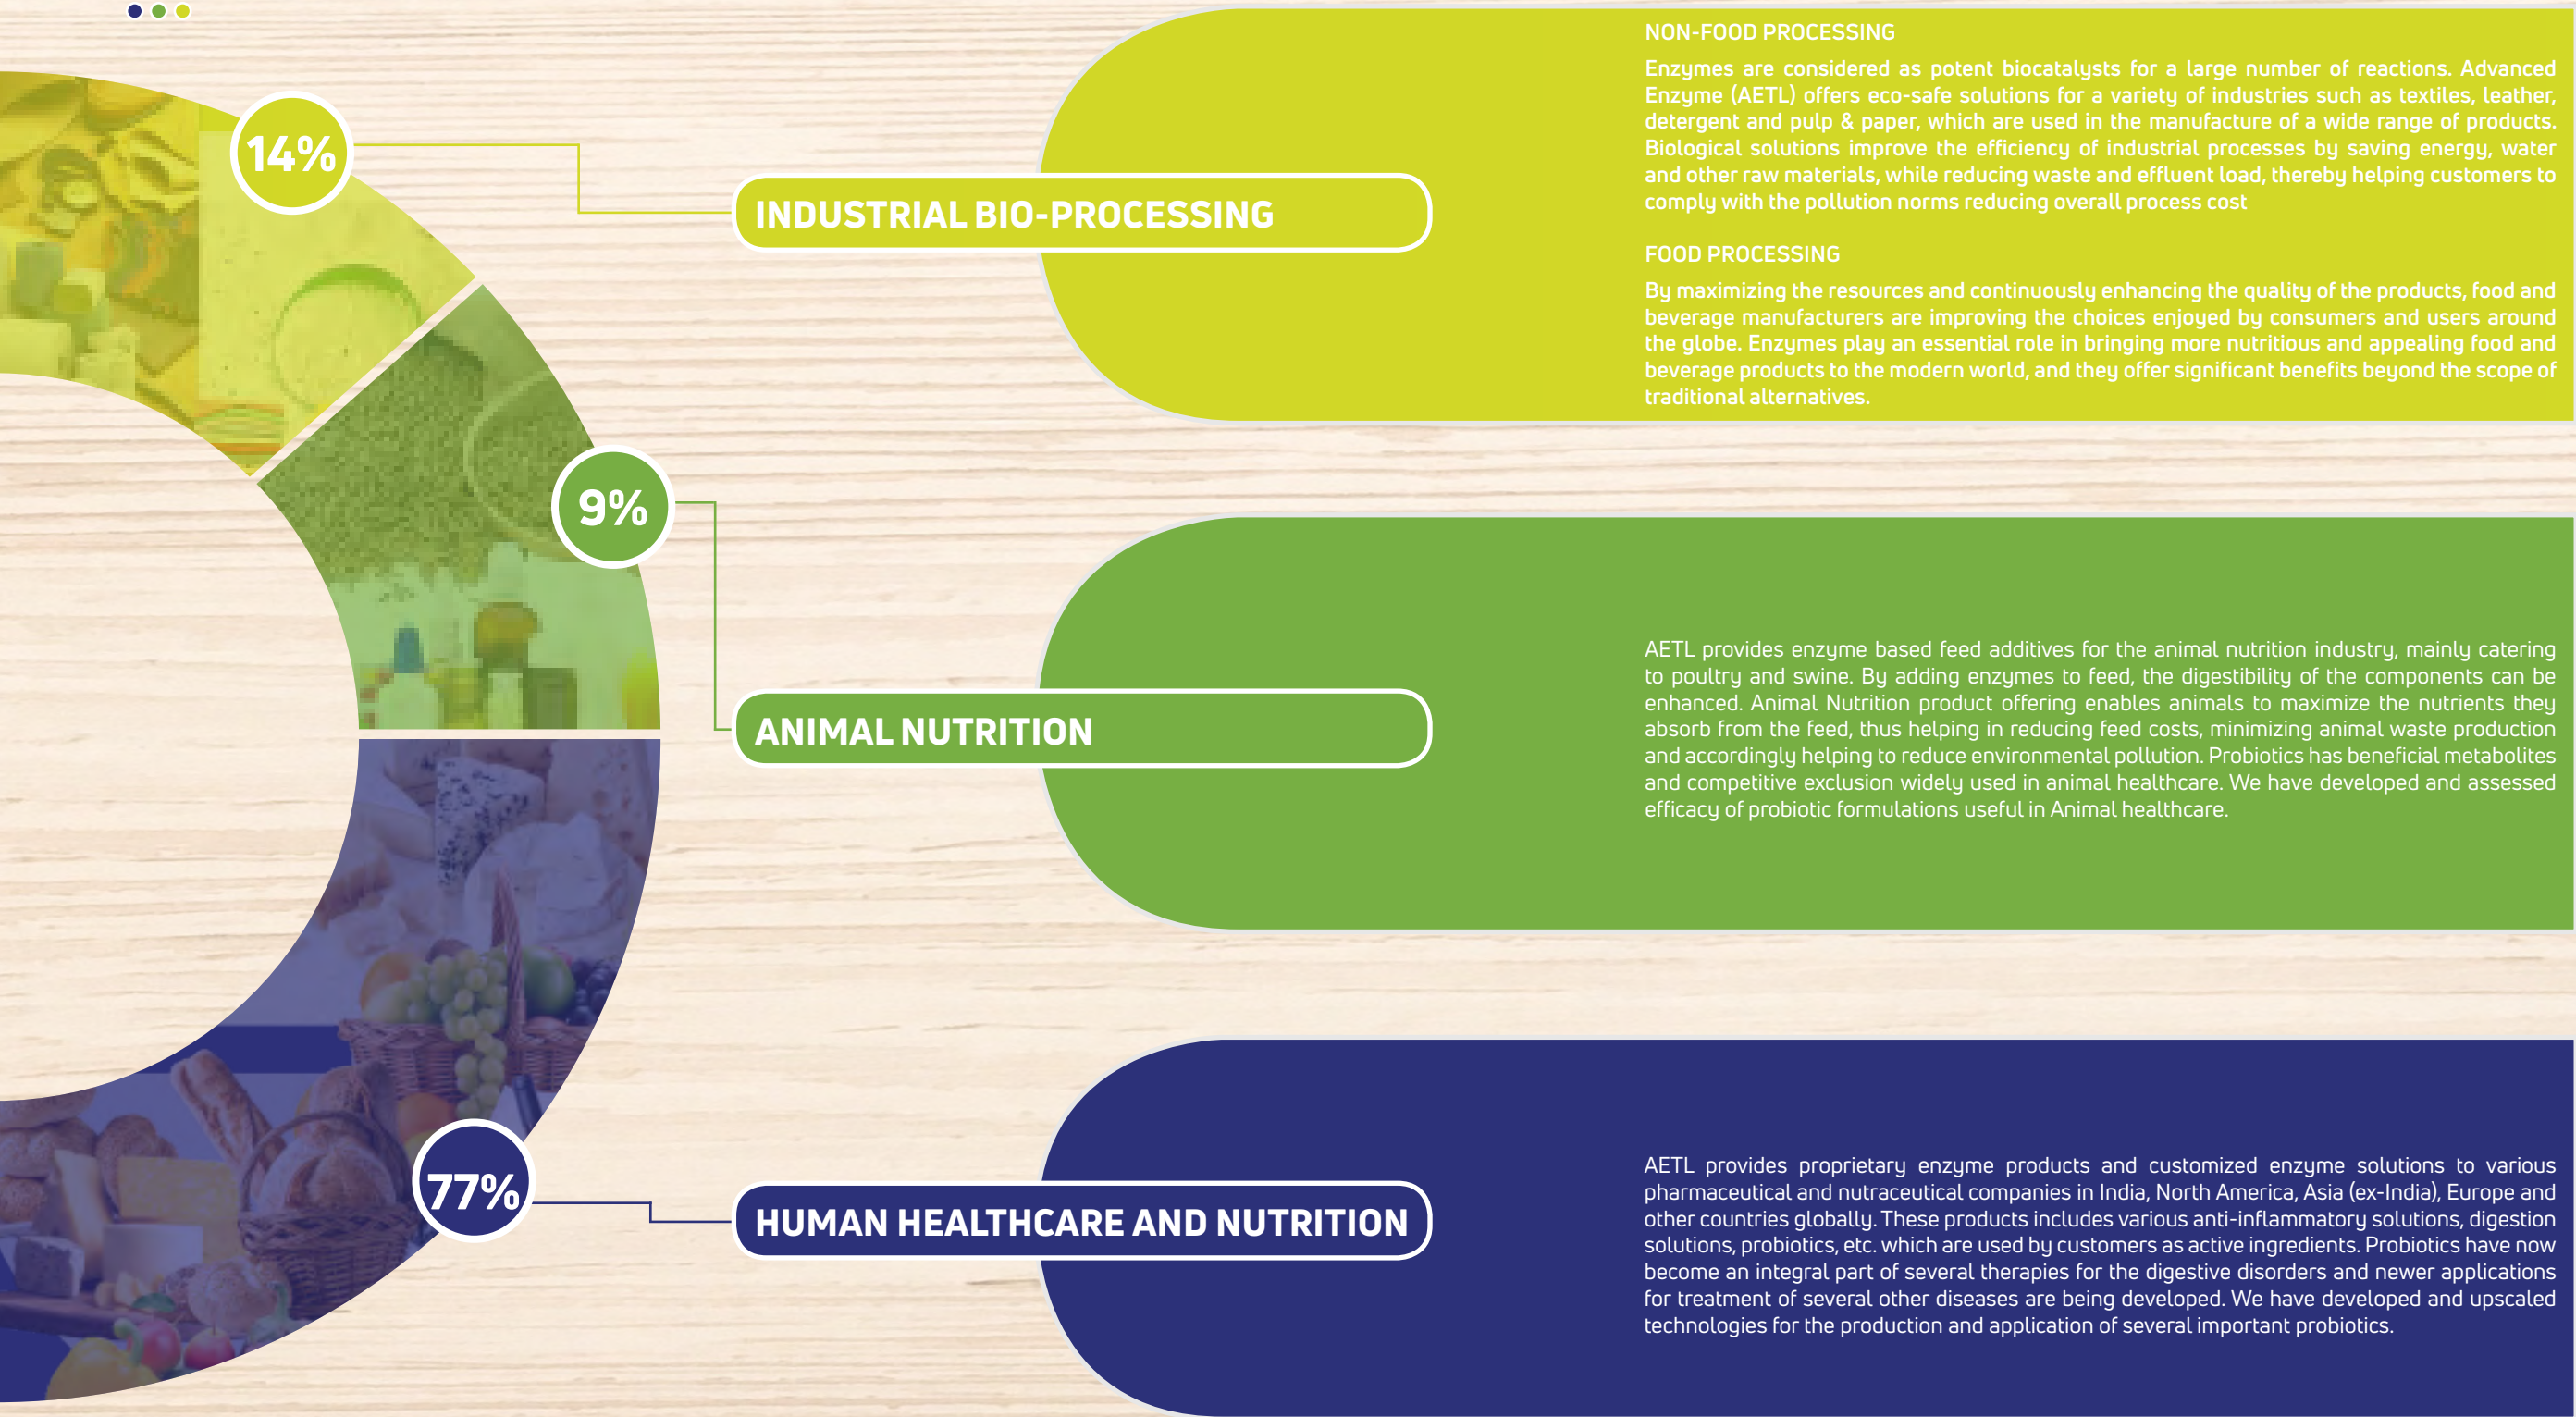 14%
INDUSTRIAL BIO-PROCESSING
NON-FOOD PROCESSING
Enzymes are considered as potent biocatalysts for a large number of reactions. Advanced
Enzyme (AETL) offers eco-safe solutions for a variety of industries such as textiles, leather,
detergent and pulp & paper, which are used in the manufacture of a wide range of products.
Biological solutions improve the efficiency of industrial processes by saving energy, water
and other raw materials, while reducing waste and effluent load, thereby helping customers to
comply with the pollution norms reducing overall process cost
FOOD PROCESSING
By maximizing the resources and continuously enhancing the quality of the products, food and
beverage manufacturers are improving the choices enjoyed by consumers and users around
the globe. Enzymes play an essential role in bringing more nutritious and appealing food and
beverage products to the modern world, and they offer significant benefits beyond the scope of
traditional alternatives.
9%
ANIMAL NUTRITION
AETL provides enzyme based feed additives for the animal nutrition industry, mainly catering
to poultry and swine. By adding enzymes to feed, the digestibility of the components can be
enhanced. Animal Nutrition product offering enables animals to maximize the nutrients they
absorb from the feed, thus helping in reducing feed costs, minimizing animal waste production
and accordingly helping to reduce environmental pollution. Probiotics has beneficial metabolites
and competitive exclusion widely used in animal healthcare. We have developed and assessed
efficacy of probiotic formulations useful in Animal healthcare.
77%
HUMAN HEALTHCARE AND NUTRITION
AETL provides proprietary enzyme products and customized enzyme solutions to various
pharmaceutical and nutraceutical companies in India, North America, Asia (ex-India), Europe and
other countries globally. These products includes various anti-inflammatory solutions, digestion
solutions, probiotics, etc. which are used by customers as active ingredients. Probiotics have now
become an integral part of several therapies for the digestive disorders and newer applications
for treatment of several other diseases are being developed. We have developed and upscaled
technologies for the production and application of several important probiotics.